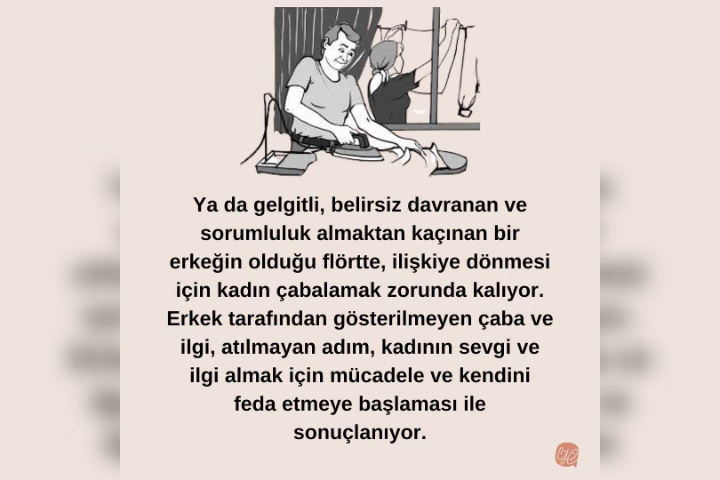 Ya da gelgitli, belirsiz davranan ve
sorumluluk almaktan kaçınan bir
erkeğin olduğu flörtte, ilişkiye dönmesi
için kadın çabalamak zorunda kalıyor.
Erkek tarafından gösterilmeyen çaba ve
ilgi, atılmayan adım, kadının sevgi ve
ilgi almak için mücadele ve kendini
feda etmeye başlaması ile
sonuçlanıyor.